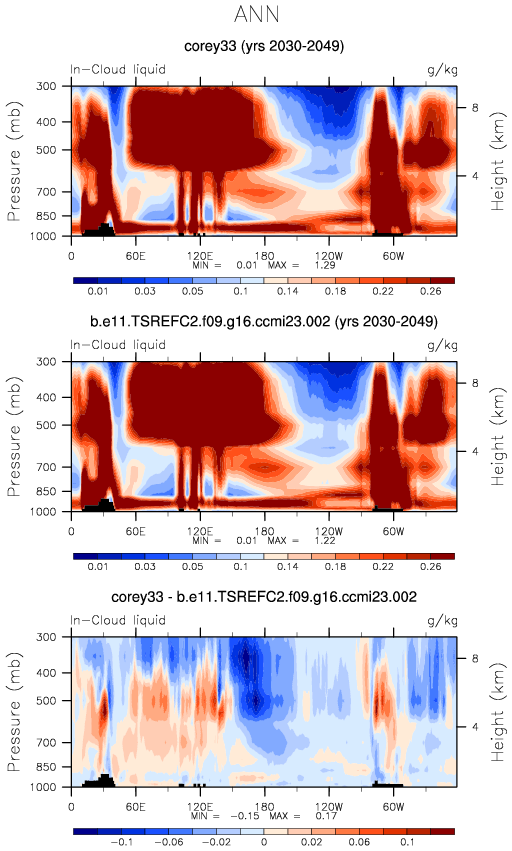 ANN
corey33 (yrs 2030-2049)
In-Cloud liquid g/kg
300
400
500
700
850
1000
Pressure (mb)
8
4
Height (km)
0 60E 120E 180 120W 60W
MIN = 0.01 MAX = 1.29
0.01 0.03 0.05 0.1 0.14 0.18 0.22 0.26
b.e11.TSREFC2.f09.g16.ccmi23.002 (yrs 2030-2049)
In-Cloud liquid g/kg
300
400
500
700
850
1000
Pressure (mb)
8
4
Height (km)
0 60E 120E 180 120W 60W
MIN = 0.01 MAX = 1.22
0.01 0.03 0.05 0.1 0.14 0.18 0.22 0.26
corey33 - b.e11.TSREFC2.f09.g16.ccmi23.002
In-Cloud liquid g/kg
300
400
500
700
850
1000
Pressure (mb)
8
4
Height (km)
0 60E 120E 180 120W 60W
MIN = -0.15 MAX = 0.17
-0.1 -0.06 -0.02 0 0.02 0.06 0.1